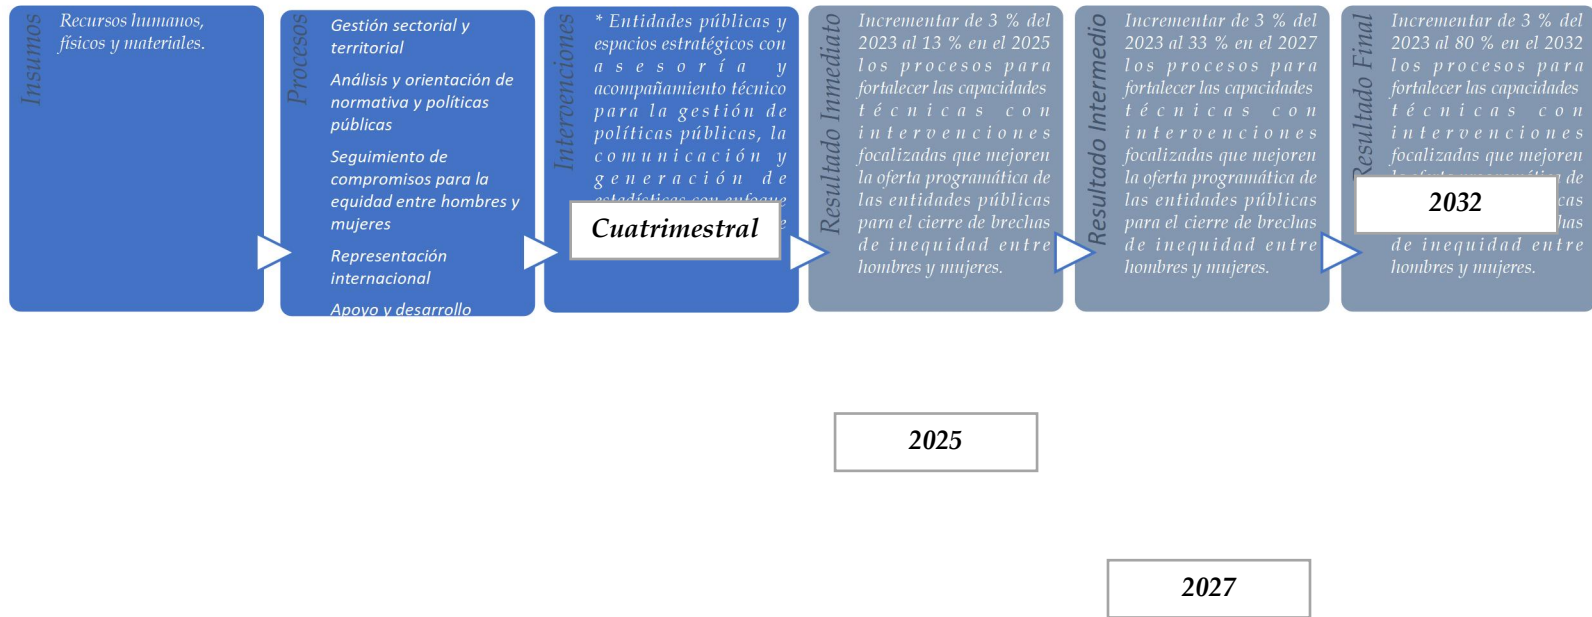 Insumos
Recursos humanos,
físicos y materiales.
Procesos
Gestión sectorial y
territorial
Análisis y orientación de
normativa y políticas
públicas
Seguimiento de
compromisos para la
equidad entre hombres y
mujeres
Representación
internacional
Apoyo y desarrollo
Intervenciones
* Entidades públicas y
espacios estratégicos con
asesoría y
acompañamiento técnico
para la gestión de
políticas públicas, la
comunicación y
generación de
estadísticas con enfoque
Cuatrimestral
Resultado Inmediato
Incrementar de 3 % del
2023 al 13 % en el 2025
los procesos para
fortalecer las capacidades
técnicas con
intervenciones
focalizadas que mejoren
la oferta programática de
las entidades públicas
para el cierre de brechas
de inequidad entre
hombres y mujeres.
Resultado Intermedio
Incrementar de 3 % del
2023 al 33 % en el 2027
los procesos para
fortalecer las capacidades
técnicas con
intervenciones
focalizadas que mejoren
la oferta programática de
las entidades públicas
para el cierre de brechas
de inequidad entre
hombres y mujeres.
Resultado Final
Incrementar de 3 % del
2023 al 80 % en el 2032
los procesos para
fortalecer las capacidades
técnicas con
intervenciones
focalizadas que mejoren
de
2032
de inequidad entre
hombres y mujeres.
2025
2027